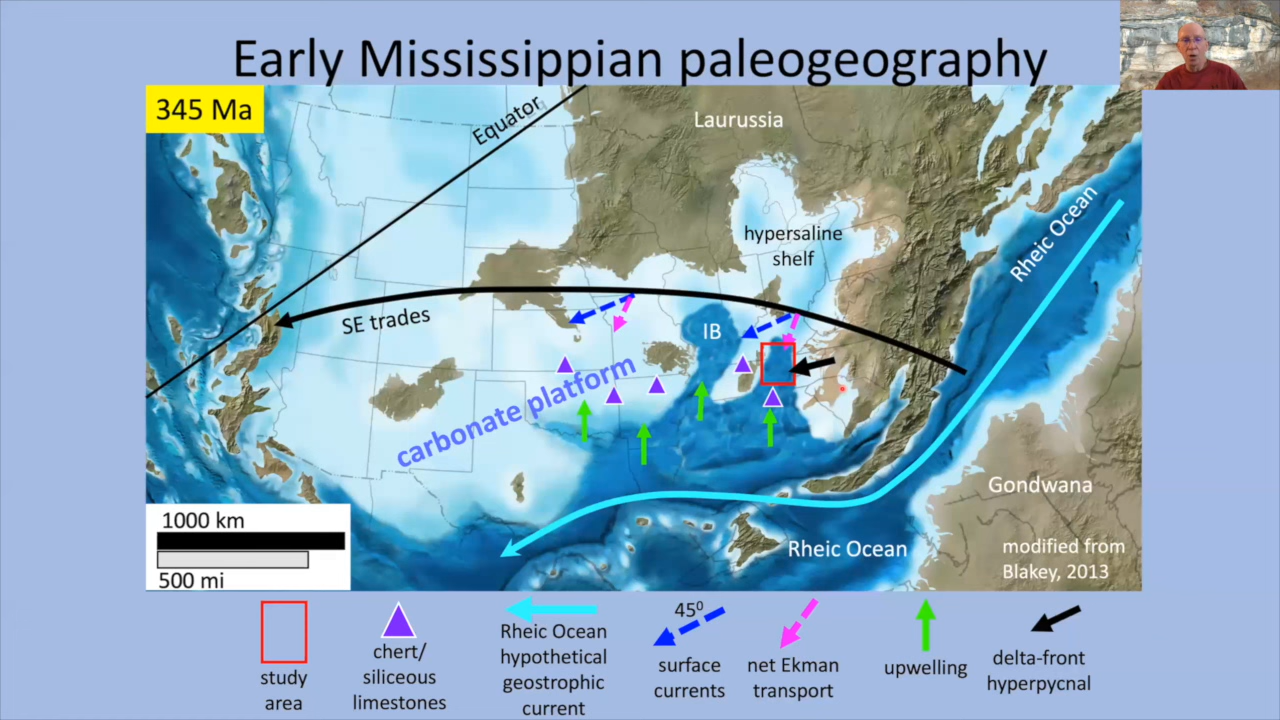 Early Mississippian paleogeography
345 Ma
Equator
Laurussia
Rheic Ocean
hypersaline
shelf
SE trades
IB
carbonate platform
Gondwana
Rheic Ocean
modified from
Blakey, 2013
1000 km
500 mi
study
area
chert/
siliceous
limestones
Rheic Ocean
hypothetical
geostrophic
current
45⁰
surface
currents
net Ekman
transport
upwelling
delta-front
hyperpycnal